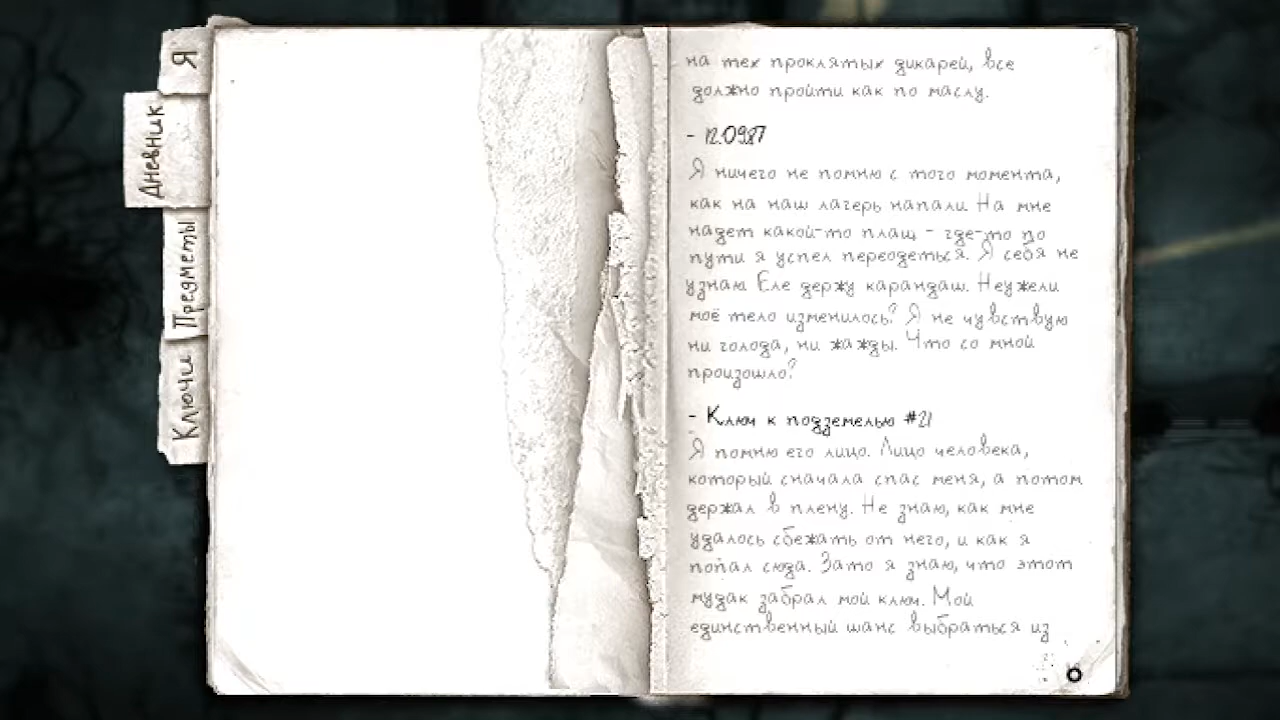 Я
Дневник
Предметы
Ключи
на тех проклятых дикарей, все
должно пройти как по маслу.
- 12.09.87
Я ничего не помню с того момента,
как на наш лагерь напали. На мне
надет какой-то плащ - где-то по
пути я успел переодеться. Я себя не
узнаю. Еле держу карандаш. Неужели
моё тело изменилось? Я не чувствую
ни голода, ни жажды. Что со мной
произошло?
- Ключ к подземелью #21
Я помню его лицо. Лицо человека,
который сначала спас меня, а потом
держал в плену. Не знаю, как мне
удалось сбежать от него, и как я
попал сюда. Зато я знаю, что этот
мудак забрал мой ключ. Мой
единственный шанс выбраться из